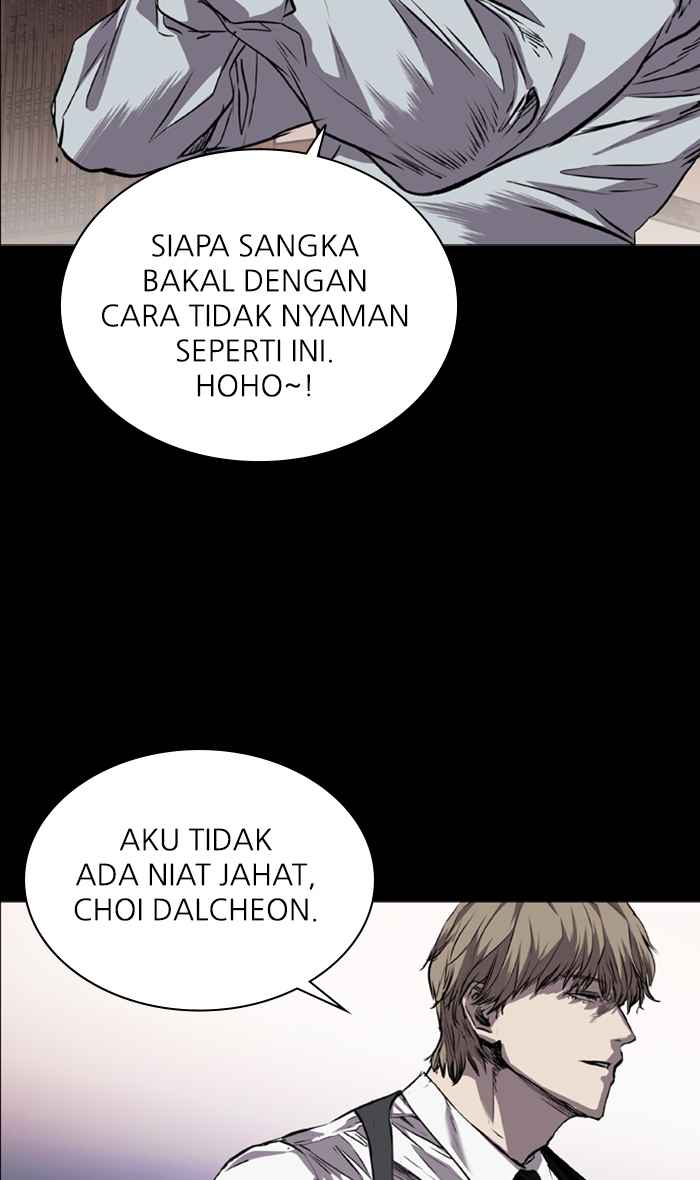 SIAPA SANGKA
BAKAL DENGAN
CARA TIDAK NYAMAN
SEPERTI INI.
HOHO~!
AKU TIDAK
ADA NIAT JAHAT,
CHOI DALCHEON.